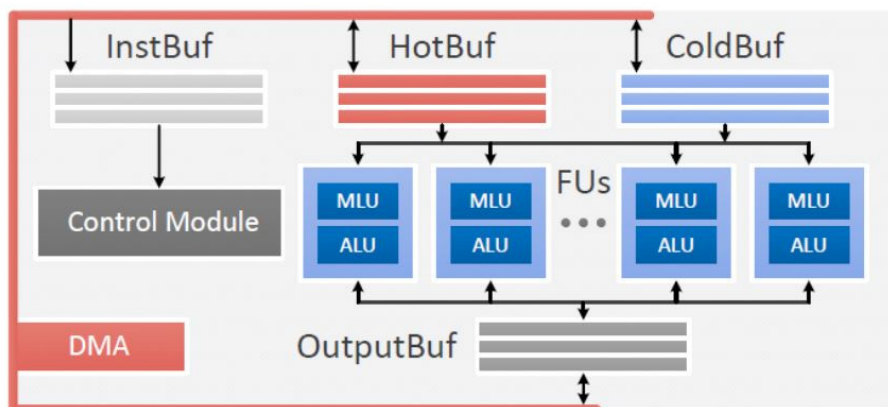 InstBuf
HotBuf
ColdBuf
Control Module
FUs
MLU
ALU
MLU
ALU
MLU
ALU
MLU
ALU
DMA
OutputBuf